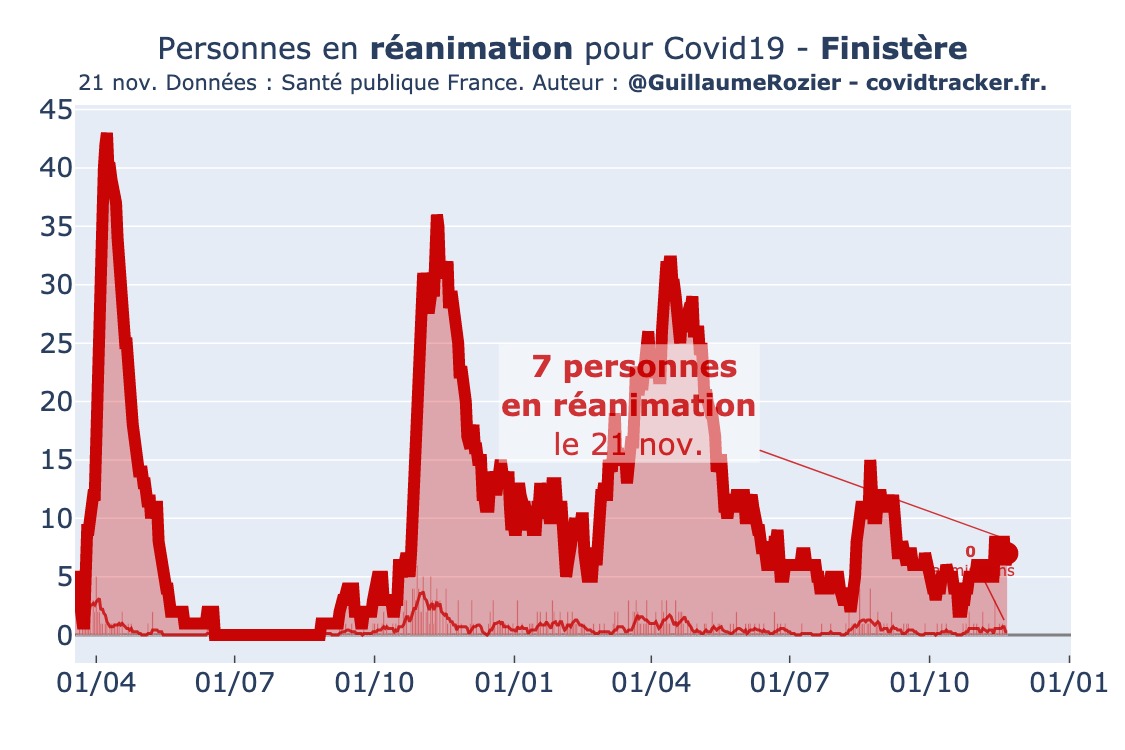 Personnes en réanimation pour Covid19 - Finistère
21 nov. Données : Santé publique France. Auteur : @GuillaumeRozier - covidtracker.fr.
45
40
35
30
25
20
15
10
5
0
7 personnes
en réanimation
le 21 nov.
0
01/04 01/07 01/10 01/01 01/04 01/07 01/10 01/01